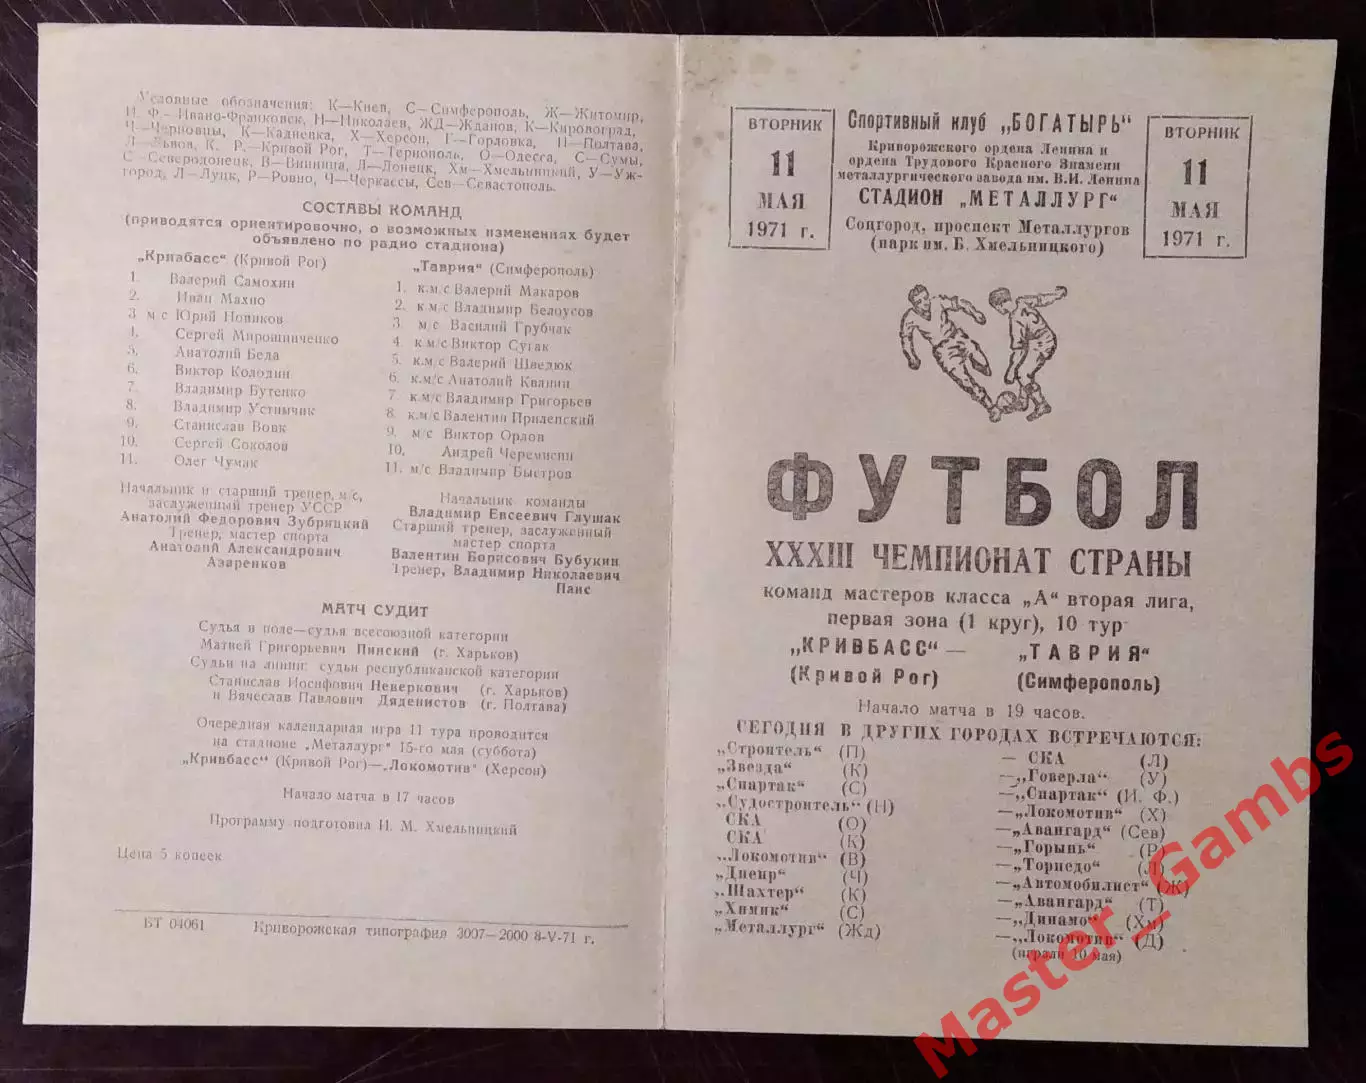 Условные обозначения: К—Киев, С—Симферополь, Ж—Житомир,
И. Ф.-Ивано-Франковск, Н—Николаев, ЖД—Жданов, К—Кировоград,
Ч—Черновцы, К—Кадиевка, Х—Херсон, Г—Горловка, П—Полтава,
Л—Львов, К. Р.—Кривой Рог, Т—Тернополь, О—Одесса, С—Сумы,
С—Северодонецк, В—Винница, Д—Донецк, Хм—Хмельницкий, У—Уж-
город, Л—Луцк, Р—Ровно, Ч—Черкассы, Сев—Севастополь.
СОСТАВЫ КОМАНД
(приводятся ориентировочно, о возможных изменениях будет
объявлено по радио стадиона)
„Кривбасс“ (Кривой Рог)
1. Валерий Самохин
2. Иван Махно
3 м с Юрий Новиков
4. Сергей Мирошниченко
5. Анатолий Беда
6. Виктор Колодин
7. Владимир Бутенко
8. Владимир Устимчик
9. Станислав Вовк
10. Сергей Соколов
11. Олег Чумак
Начальник и старший тренер, м/с,
заслуженный тренер УССР
Анатолий Федорович Зубрицкий
Тренер, мастер спорта
Анатолий Александрович
Азаренков
„Таврия“ (Симферополь)
1. к.м/с Валерий Макаров
2. к м/с Владимир Белоусов
3. м/с Василий Грубчак
4. к м/с Виктор Сугак
5. к.м/с Валерий Шведюк
6. к.м/с Анатолий Квании
7. к м/с Владимир Григорьев
8. к.м/с Валентин Прилепский
9. м/с Виктор Орлов
10. Андрей Черемисин
11. м/с Владимир Быстров
Начальник команды
Владимир Евсеевич Глушак
Старший тренер, заслуженный
мастер спорта
Валентин Борисович Бубукин
Тренер, Владимир Николаевич
Паис
МАТЧ СУДИТ
Судья в поле—судья всесоюзной категории
Матвей Григорьевич Пинский (г. Харьков)
Судьи на линии: судьи республиканской категории
Станислав Иосифович Неверкович (г. Харьков)
и Вячеслав Павлович Дяденистов (г. Полтава)
Очередная календарная игра 11 тура проводится
на стадионе „Металлург“ 15-го мая (суббота)
„Кривбасс“ (Кривой Рог)—„Локомотив“ (Херсон)
Начало матча в 17 часов
Программу подготовил И. М. Хмельницкий
Цена 5 копеек
БТ 04061 Криворожская типография 3007—2000 8-V-71 г.
ВТОРНИК
11
МАЯ
1971 г.
Спортивный клуб „БОГАТЫРЬ“
Криворожского ордена Ленина и
ордена Трудового Красного Знамени
металлургического завода им. В.И. Ленина
СТАДИОН „МЕТАЛЛУРГ“
Соцгород, проспект Металлургов
(парк им. Б. Хмельницкого)
ВТОРНИК
11
МАЯ
1971 г.
ФУТБОЛ
XXXIII ЧЕМПИОНАТ СТРАНЫ
команд мастеров класса „А“ вторая лига,
первая зона (1 круг), 10 тур
„КРИВБАСС“ — „ТАВРИЯ“
(Кривой Рог) (Симферополь)
Начало матча в 19 часов.
СЕГОДНЯ В ДРУГИХ ГОРОДАХ ВСТРЕЧАЮТСЯ:
„Строитель“ (П) — СКА (Л)
„Звезда“ (К) —„Говерла“ (У)
„Спартак“ (С) —„Спартак“ (И. Ф.)
„Судостроитель“ (Н) —„Локомотив“ (Х)
СКА (О) —„Авангард“ (Сев)
СКА (К) —„Горынь“ (Р)
„Локомотив“ (В) —„Торпедо“ (Л)
„Днепр“ (Ч) —„Автомобилист“ (Ж)
„Шахтер“ (К) —„Авангард“ (Т)
„Химик“ (С) —„Динамо“ (Хм)
„Металлург“ (Жд) —„Локомотив“ (Д)
(играли 10 мая)
Master_Gambs